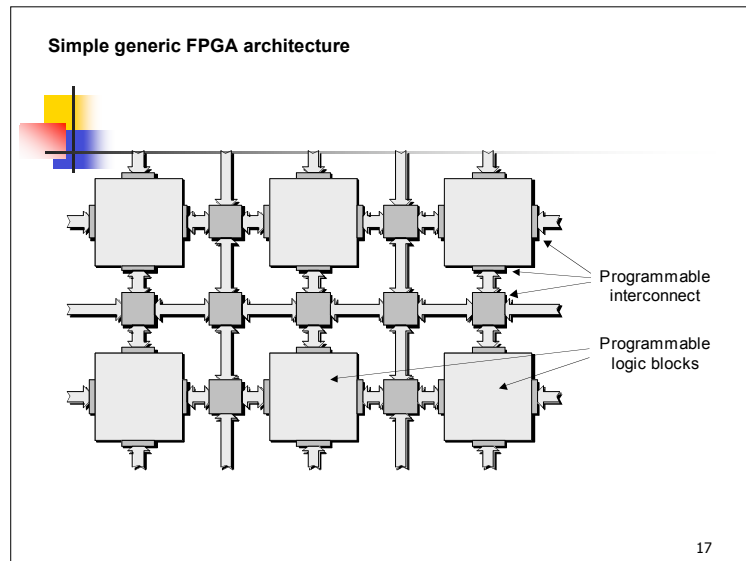 Simple generic FPGA architecture
Programmable
interconnect
Programmable
logic blocks
17